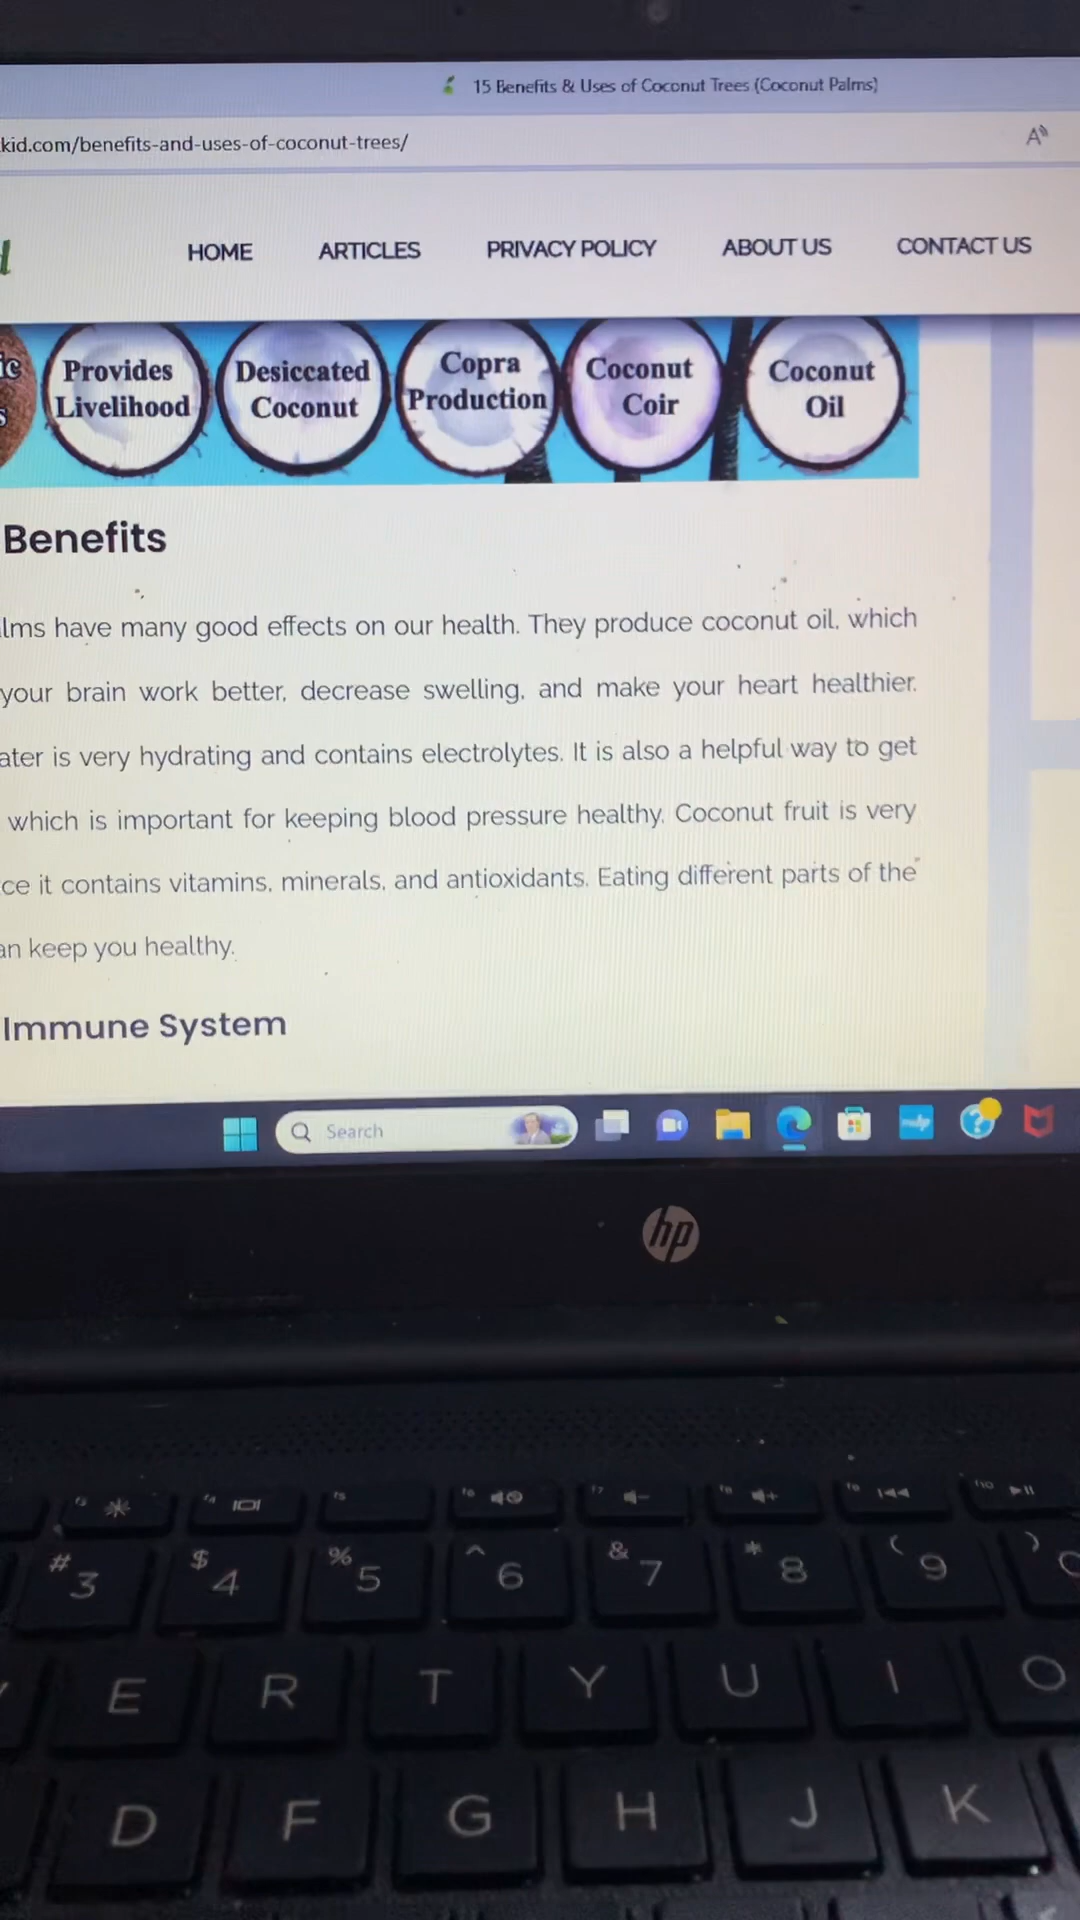 15 Benefits & Uses of Coconut Trees (Coconut Palms)
kid.com/benefits-and-uses-of-coconut-trees/
HOME ARTICLES PRIVACY POLICY ABOUT US CONTACT US
Provides Livelihood
Desiccated Coconut
Copra Production
Coconut Coir
Coconut Oil
Benefits
lms have many good effects on our health. They produce coconut oil, which
your brain work better, decrease swelling, and make your heart healthier.
ater is very hydrating and contains electrolytes. It is also a helpful way to get
which is important for keeping blood pressure healthy. Coconut fruit is very
ce it contains vitamins, minerals, and antioxidants. Eating different parts of the
an keep you healthy.
Immune System
Search
hp
# 3 $ 4 % 5 ^ 6 & 7 * 8 ( 9 )
E R T Y U I O
D F G H J K